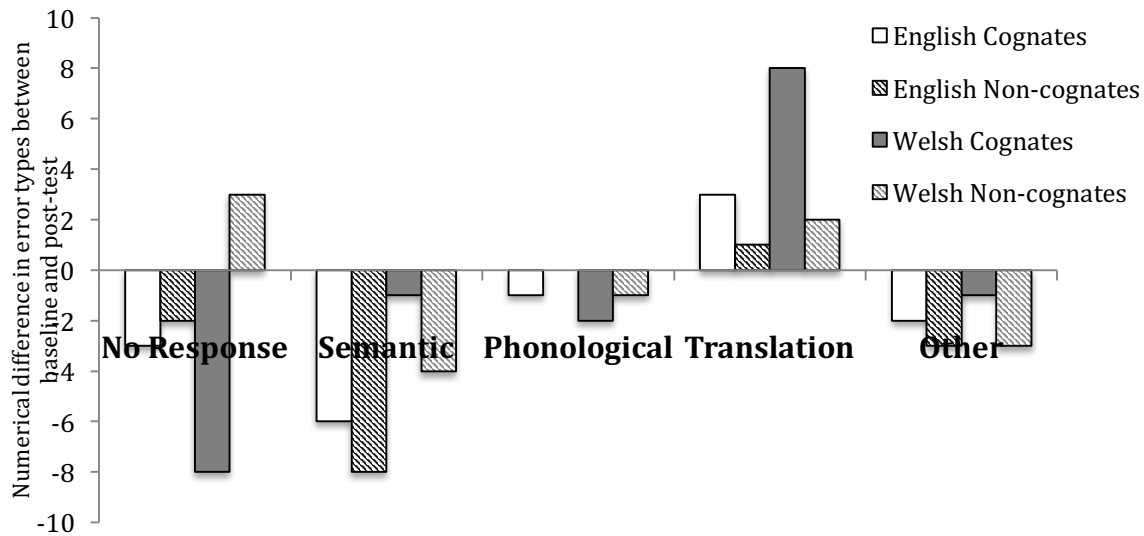 Numerical difference in error types between
baseline and post-test
10
8
6
4
2
0
-2
-4
-6
-8
-10
No Response Semantic Phonological Translation Other
English Cognates
English Non-cognates
Welsh Cognates
Welsh Non-cognates